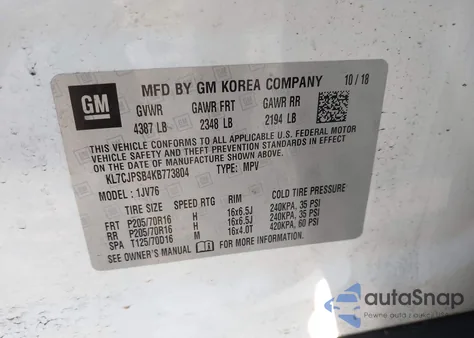 GM
MFD BY GM KOREA COMPANY 10/18
GVWR GAWR FRT GAWR RR
4387 LB 2348 LB 2194 LB
THIS VEHICLE CONFORMS TO ALL APPLICABLE U.S. FEDERAL MOTOR
VEHICLE SAFETY, BUMPER, AND THEFT PREVENTION STANDARDS
IN EFFECT ON THE DATE OF MANUFACTURE SHOWN ABOVE.
KL7CJPSB4KB773804 TYPE: MPV
MODEL: 1JV76
TIRE SIZE SPEED RTG RIM COLD TIRE PRESSURE
FRT P205/70R16 H 16x6.5J 240KPA, 35 PSI
RR P205/70R16 H 16x6.5J 240KPA, 35 PSI
SPA T125/70D16 M 16x4.0T 420KPA, 60 PSI
SEE OWNER'S MANUAL FOR MORE INFORMATION.
autoSnap
Pewne auto z USA